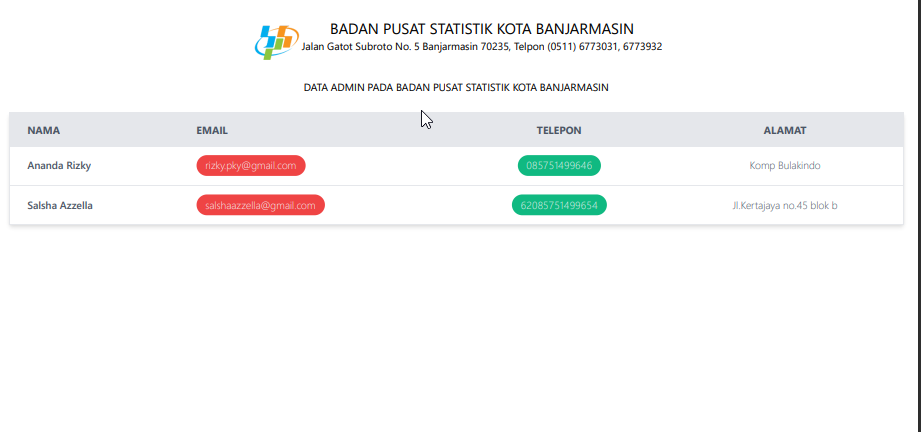 BADAN PUSAT STATISTIK KOTA BANJARMASIN
Jalan Gatot Subroto No. 5 Banjarmasin 70235, Telpon (0511) 6773031, 6773932
DATA ADMIN PADA BADAN PUSAT STATISTIK KOTA BANJARMASIN
NAMA EMAIL TELEPON ALAMAT
Ananda Rizky rizky.pky@gmail.com 085751499646 Komp Bulakindo
Salsha Azzella salshaazzella@gmail.com 62085751499654 Jl.Kertajaya no.45 blok b